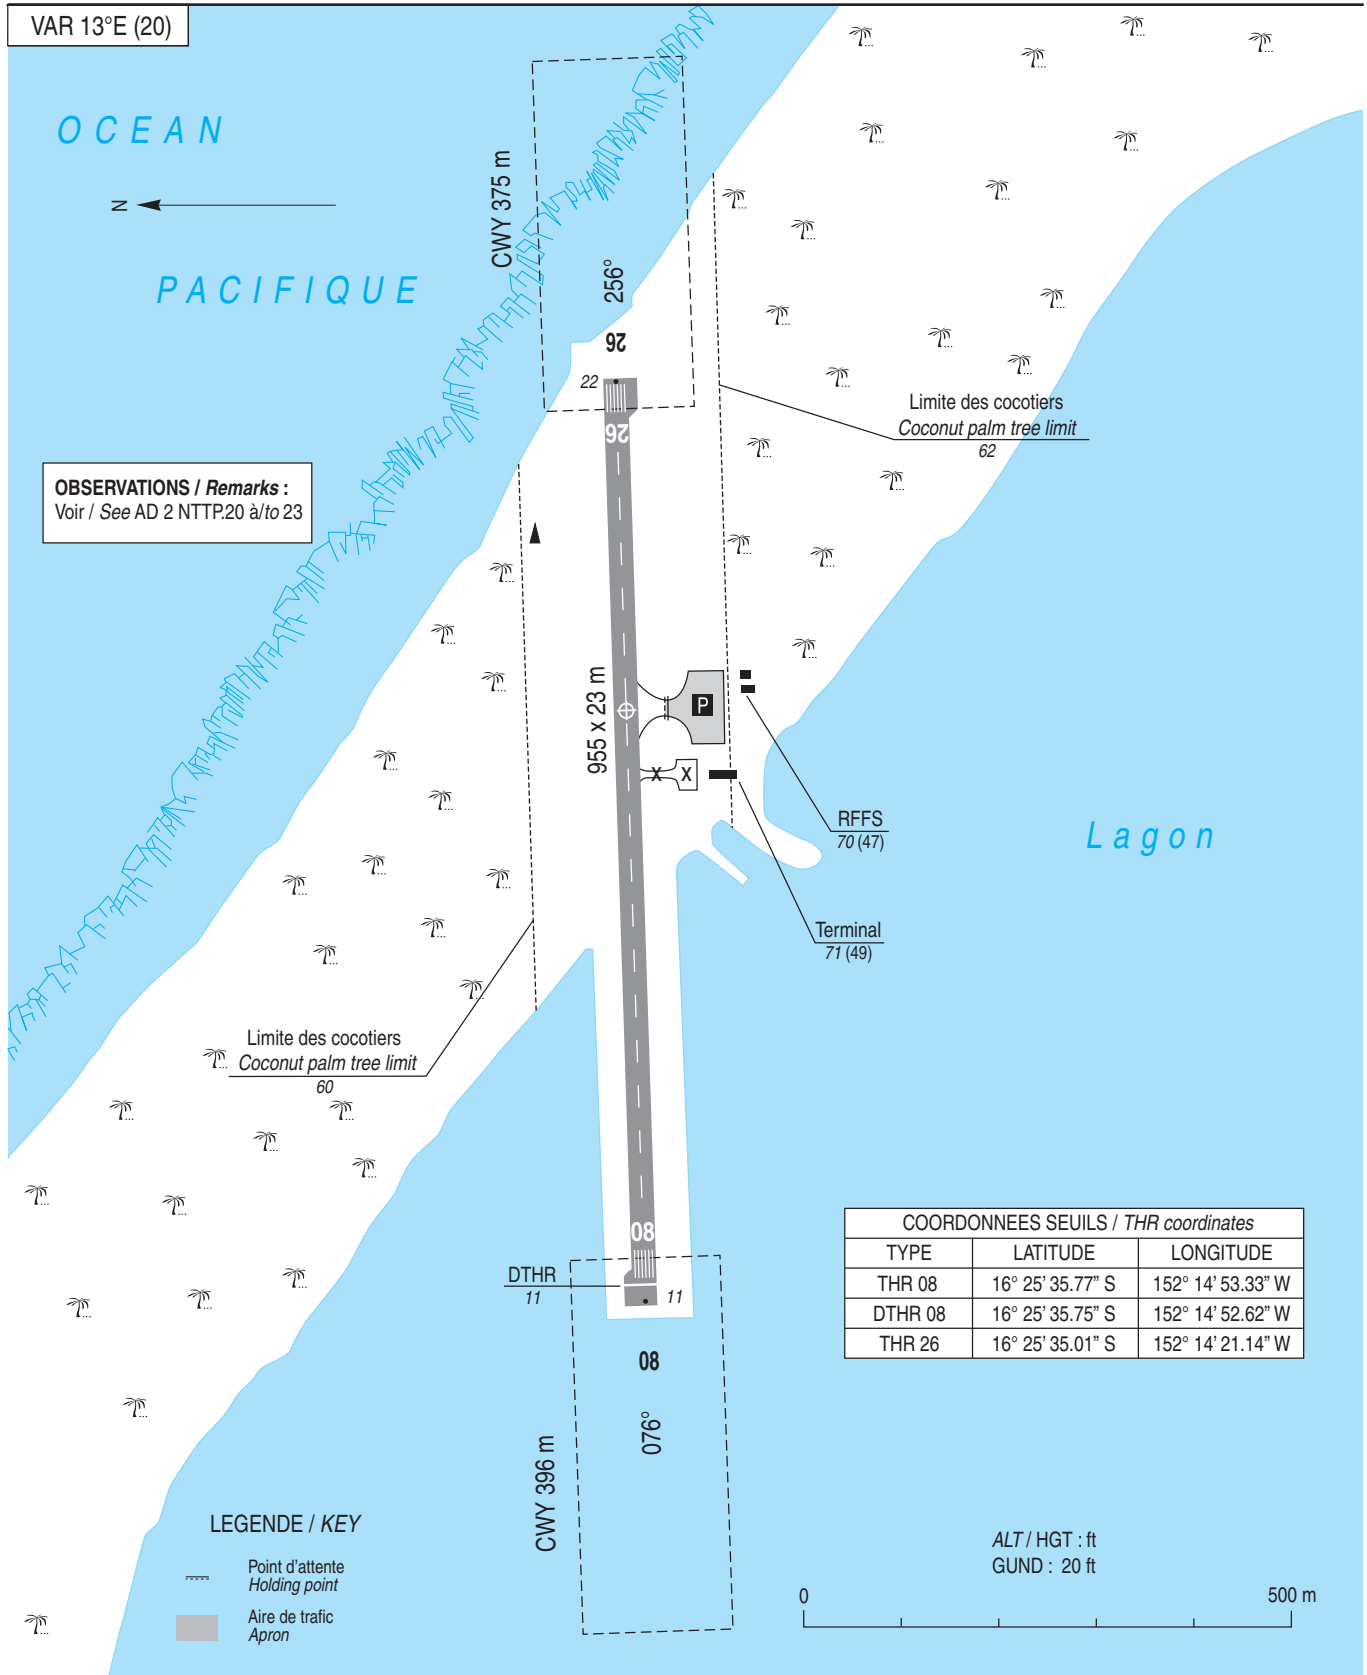 VAR 13°E (20)
OCEAN
N
PACIFIQUE
CWY 375 m
256°
26
22
26
Limite des cocotiers
Coconut palm tree limit
62
OBSERVATIONS / Remarks :
Voir / See AD 2 NTTP.20 à/to 23
955 x 23 m
P
X X
RFFS
70 (47)
Lagon
Terminal
71 (49)
Limite des cocotiers
Coconut palm tree limit
60
08
DTHR
11
11
08
076°
CWY 396 m
COORDONNEES SEUILS / THR coordinates
TYPE LATITUDE LONGITUDE
THR 08 16° 25’ 35.77” S 152° 14’ 53.33” W
DTHR 08 16° 25’ 35.75” S 152° 14’ 52.62” W
THR 26 16° 25’ 35.01” S 152° 14’ 21.14” W
LEGENDE / KEY
Point d'attente
Holding point
Aire de trafic
Apron
ALT / HGT : ft
GUND : 20 ft
0 500 m